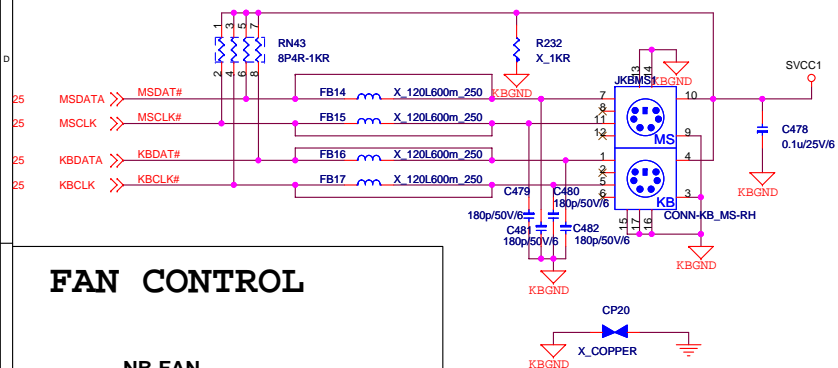 1 3 5 7
RN43
8P4R-1KR
2 4 6 8
R232
X_1KR
KBGND
JKBMS1
13 14
KBGND
SVCC1
D
25 MSDATA MSDAT# FB14 X_120L600m_250 7 10
8
25 MSCLK MSCLK# FB15 X_120L600m_250 11
12 MS 9
C478
0.1u/25V/6
25 KBDATA KBDAT# FB16 X_120L600m_250 1 4
2
25 KBCLK KBCLK# FB17 X_120L600m_250 5
6 KB 3
KBGND
C479 C480
180p/50V/6 180p/50V/6
C481 C482
180p/50V/6 180p/50V/6
CONN-KB_MS-RH
15 17 16
KBGND
KBGND
FAN CONTROL
NB FAN
CP20
X_COPPER
KBGND